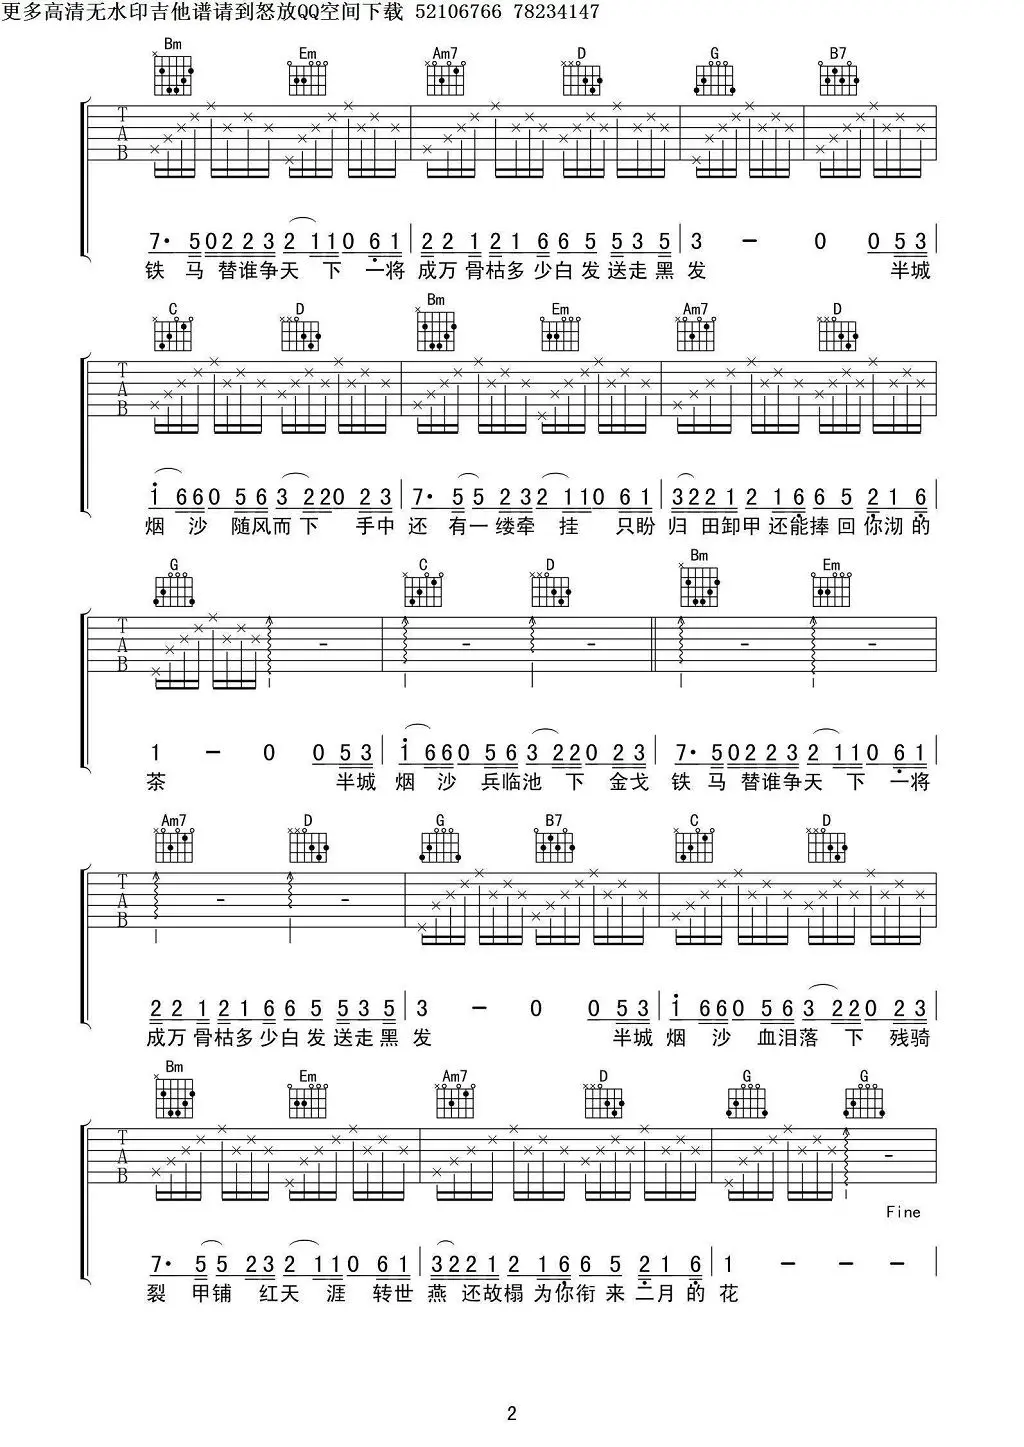 更多高清无水印吉他谱请到怒放QQ空间下载 52106766 78234147
Bm Em Am7 D G B7
T
A
B
7· 5 0 2 2 3 2 1 1 0 6 1 2 2 1 2 1 6 6 5 5 3 5 3 - 0 0 5 3
铁 马 替谁争天 下 一将 成万骨枯多少白发送走黑 发 半城
C D Bm Em Am7 D
T
A
B
1 6 6 0 5 6 3 2 2 0 2 3 7· 5 5 2 3 2 1 1 0 6 1 3 2 2 1 2 1 6 6 5 2 1 6
烟 沙 随风而下 手中 还 有一缕牵 挂 只盼 归 田卸甲还能捧回你沏的
G C D Bm Em
T
A
B
1 - 0 0 5 3 1 6 6 0 5 6 3 2 2 0 2 3 7· 5 0 2 2 3 2 1 1 0 6 1
茶 半城 烟 沙 兵临池 下 金戈 铁 马 替谁争天 下 一将
Am7 D G B7 C D
T
A
B
2 2 1 2 1 6 6 5 5 3 5 3 - 0 0 5 3 1 6 6 0 5 6 3 2 2 0 2 3
成万骨枯多少白发送走黑 发 半城 烟 沙 血泪落 下 残骑
Bm Em Am7 D G G
T
A
B
Fine
7· 5 5 2 3 2 1 1 0 6 1 3 2 2 1 2 1 6 6 5 2 1 6 1 - - -
裂 甲铺 红天 涯 转世 燕 还故榻为你衔来二月的花
2